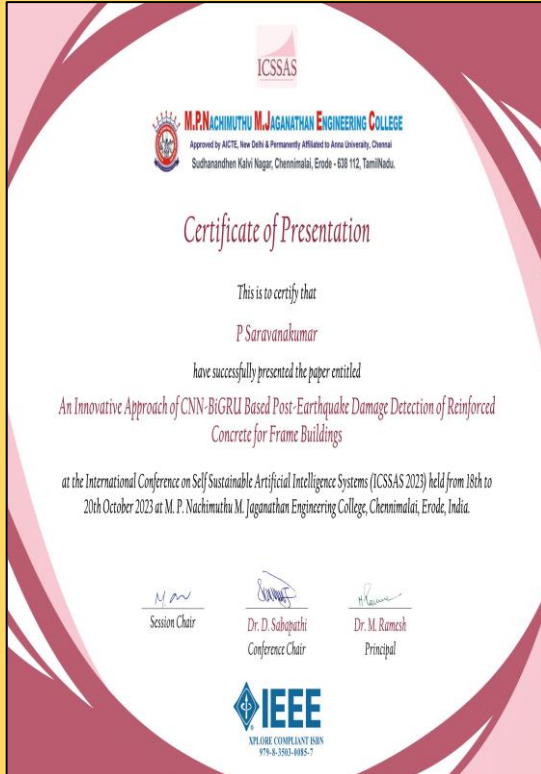 ICSSAS
M.P.NACHIMUTHU M.JAGANATHAN ENGINEERING COLLEGE
Approved by AICTE, New Delhi & Permanently Affiliated to Anna University, Chennai
Sudhanandhen Kalvi Nagar, Chennimalai, Erode - 638 112, TamilNadu.
Certificate of Presentation
This is to certify that
P Saravanakumar
have successfully presented the paper entitled
An Innovative Approach of CNN-BiGRU Based Post-Earthquake Damage Detection of Reinforced
Concrete for Frame Buildings
at the International Conference on Self Sustainable Artificial Intelligence Systems (ICSSAS 2023) held from 18th to
20th October 2023 at M. P. Nachimuthu M. Jaganathan Engineering College, Chennimalai, Erode, India.
Session Chair
Dr. D. Sabapathi
Conference Chair
Dr. M. Ramesh
Principal
IEEE
XPLORE COMPLIANT ISBN
979-8-3503-0085-7